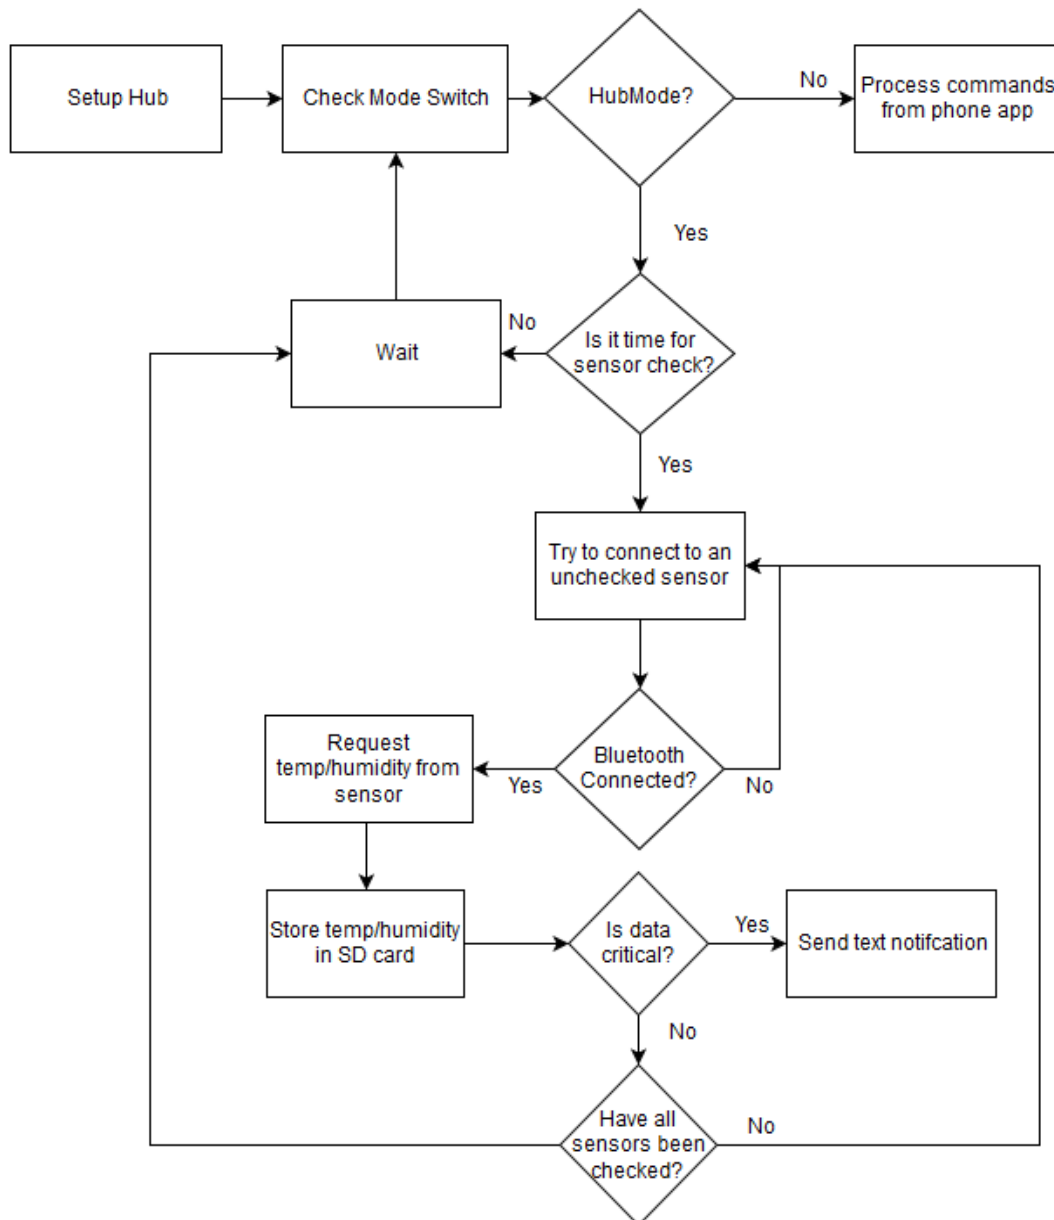 Setup Hub
Check Mode Switch
HubMode?
No
Process commands
from phone app
Yes
Wait
No
Is it time for
sensor check?
Yes
Try to connect to an
unchecked sensor
Request
temp/humidity from
sensor
Yes
Bluetooth
Connected?
No
Store temp/humidity
in SD card
Is data
critical?
Yes
Send text notifcation
No
Have all
sensors been
checked?
No